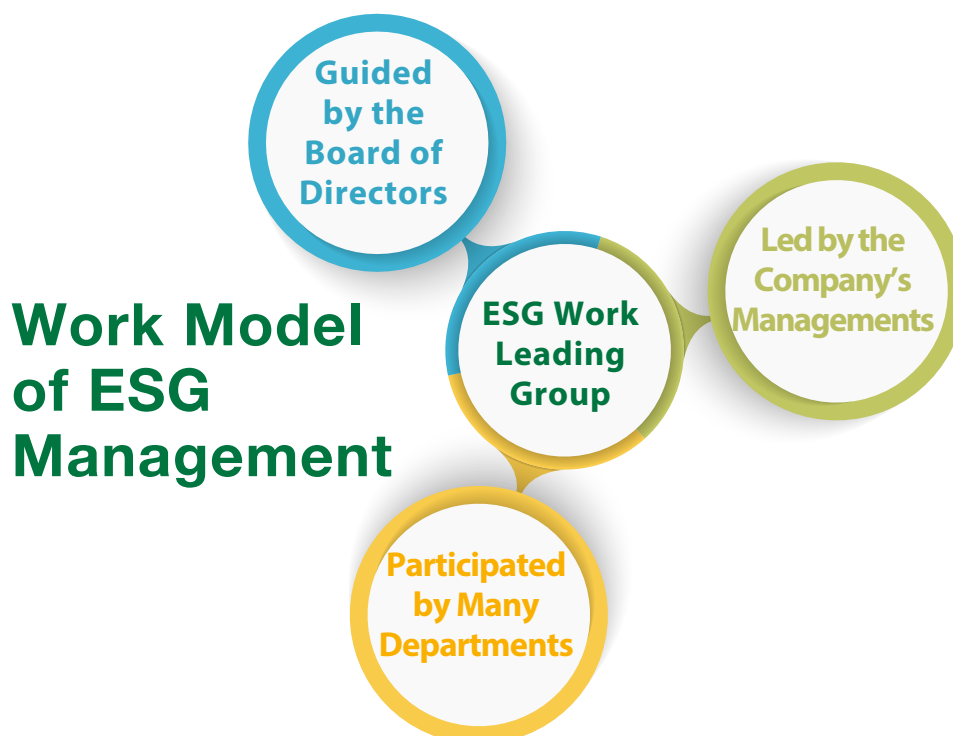 Work Model
of ESG
Management
Guided
by the
Board of
Directors
ESG Work
Leading
Group
Led by the
Company’s
Managements
Participated
by Many
Departments